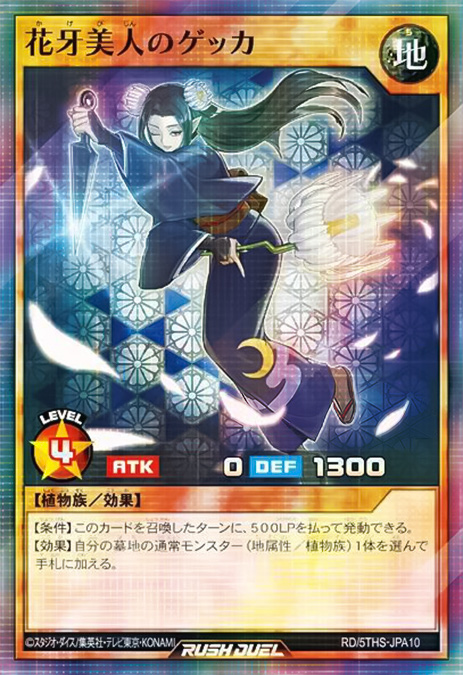 かげびじん
花牙美人のゲッカ
地
LEVEL
4
ATK 0 DEF 1300
【植物族／効果】
【条件】このカードを召喚したターンに、500LPを払って発動できる。
【効果】自分の墓地の通常モンスター（地属性／植物族）1体を選んで
手札に加える。
©スタジオ・ダイス/集英社・テレビ東京・KONAMI
RUSH DUEL
RD/5THS-JPA10